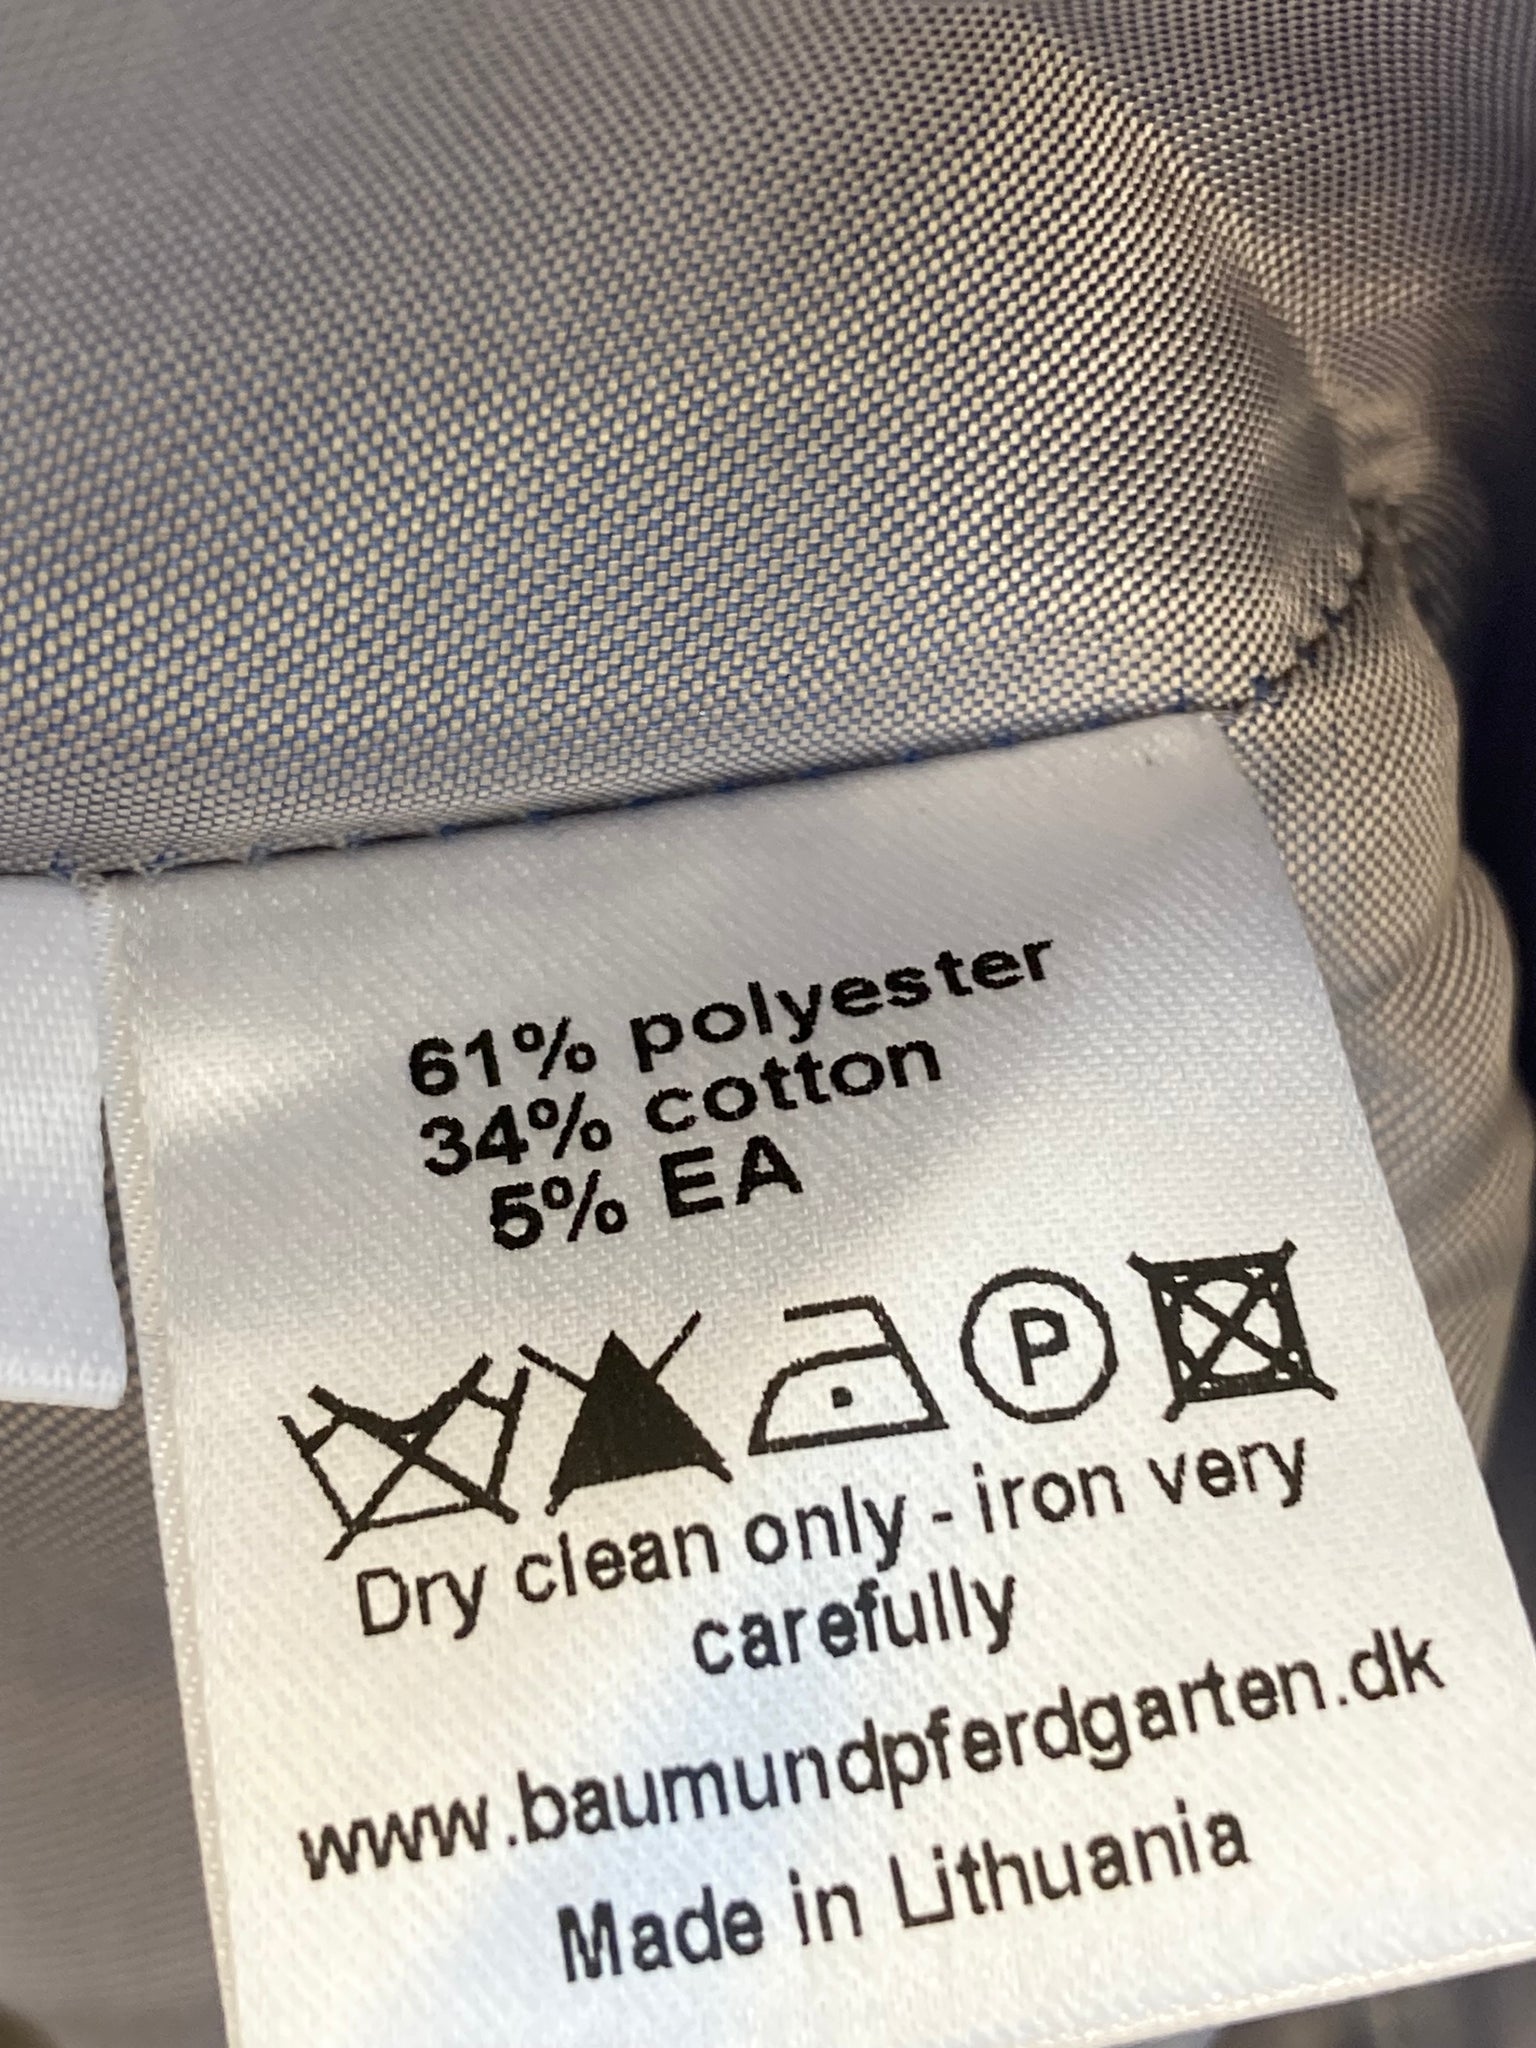 61% polyester
34% cotton
5% EA
P
Dry clean only - iron very
carefully
www.baumundpferdgarten.dk
Made in Lithuania